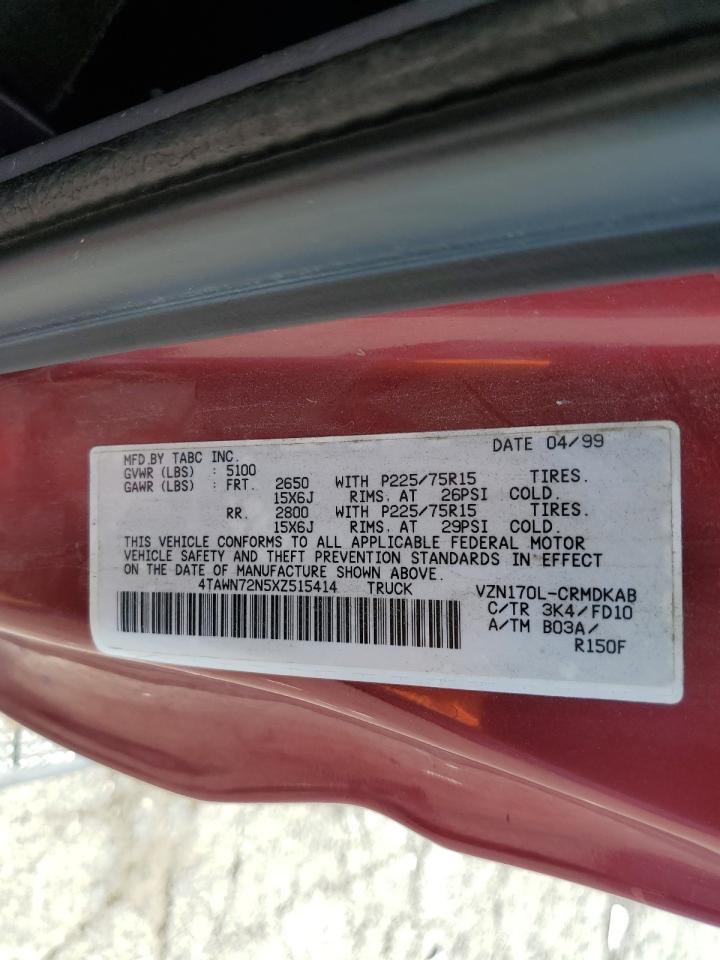 MFD.BY TABC INC. DATE 04/99
GVWR (LBS) : 5100
GAWR (LBS) : FRT. 2650 WITH P225/75R15 TIRES.
15X6J RIMS. AT 26PSI COLD.
RR. 2800 WITH P225/75R15 TIRES.
15X6J RIMS. AT 29PSI COLD.
THIS VEHICLE CONFORMS TO ALL APPLICABLE FEDERAL MOTOR
VEHICLE SAFETY AND THEFT PREVENTION STANDARDS IN EFFECT
ON THE DATE OF MANUFACTURE SHOWN ABOVE.
4TAWN72N5XZ515414 TRUCK VZN170L-CRMDKAB
C/TR 3K4/FD10
A/TM B03A/
R150F